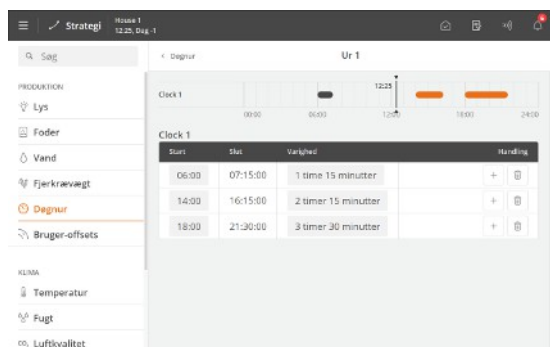 Strategi
House 1
12:25, Dag -1
6
Søg
< Døgnur
Ur 1
PRODUKTION
Lys
Foder
Vand
Fjerkrævægt
Døgnur
Bruger-offsets
KLIMA
Temperatur
Fugt
CO₂ Luftkvalitet
Clock 1
12:25
00:00 06:00 12:00 18:00 24:00
Clock 1
Start Slut Varighed Handling
06:00 07:15:00 1 time 15 minutter +
14:00 16:15:00 2 timer 15 minutter +
18:00 21:30:00 3 timer 30 minutter +